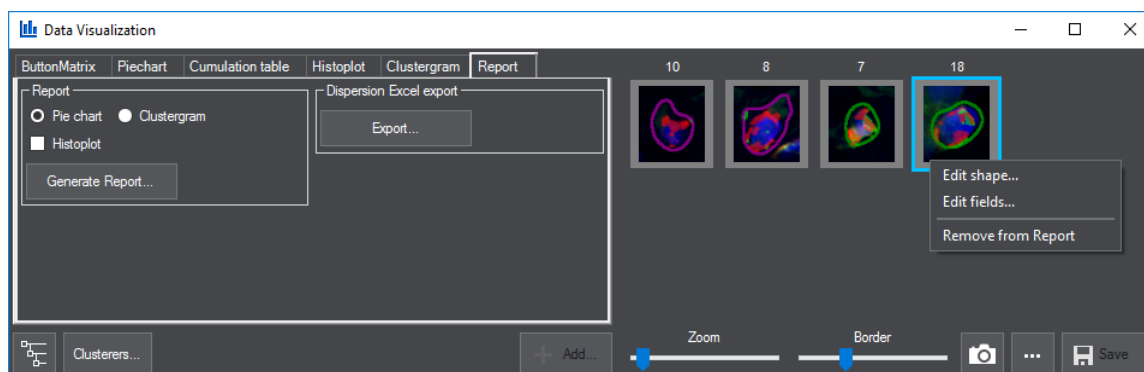 Data Visualization
ButtonMatrix Piechart Cumulation table Histoplot Clustergram Report
Report
Pie chart Clustergram
Histoplot
Generate Report...
Dispersion Excel export
Export...
10 8 7 18
Edit shape...
Edit fields...
Remove from Report
Clusterers...
Add...
Zoom
Border
...
Save